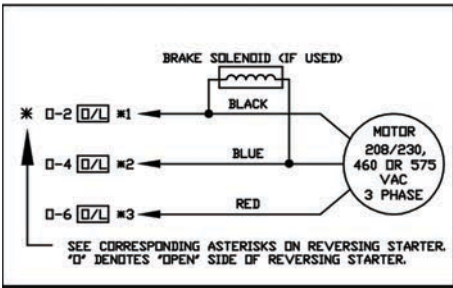 BRAKE SOLENOID (IF USED)
* O-2 O/L *1 BLACK
O-4 O/L *2 BLUE
O-6 O/L *3 RED
MOTOR
208/230,
460 OR 575
VAC
3 PHASE
SEE CORRESPONDING ASTERISKS ON REVERSING STARTER.
"O" DENOTES "OPEN" SIDE OF REVERSING STARTER.